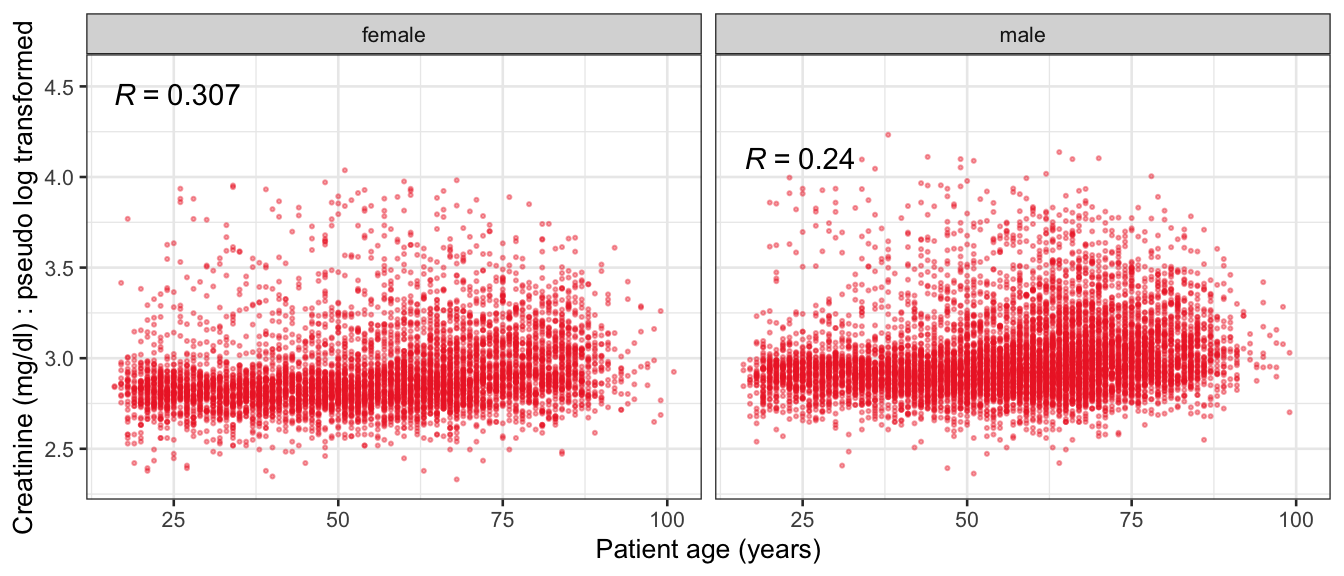 female
male
Creatinine (mg/dl) : pseudo log transformed
4.5
4.0
3.5
3.0
2.5
R = 0.307
R = 0.24
25
50
75
100
25
50
75
100
Patient age (years)